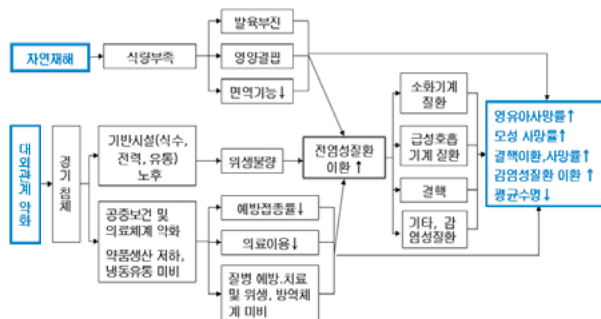 자연재해
식량부족
발육부진
영양결핍
면역기능↓
대외관계 악화
경기 침체
기반시설(식수,
전력, 유통)
노후
위생불량
공중보건 및
의료체계 악화
약품생산 저하,
냉동유통 미비
예방접종률↓
의료이용↓
질병 예방.치료
및 위생, 방역체
계 미비
전염성질환
이환 ↑
소화기계
질환
급성호흡
기계 질환
결핵
기타, 감
염성질환
영유아사망률↑
모성 사망률↑
결핵이환,사망률↑
감염성질환 이환 ↑
평균수명↓